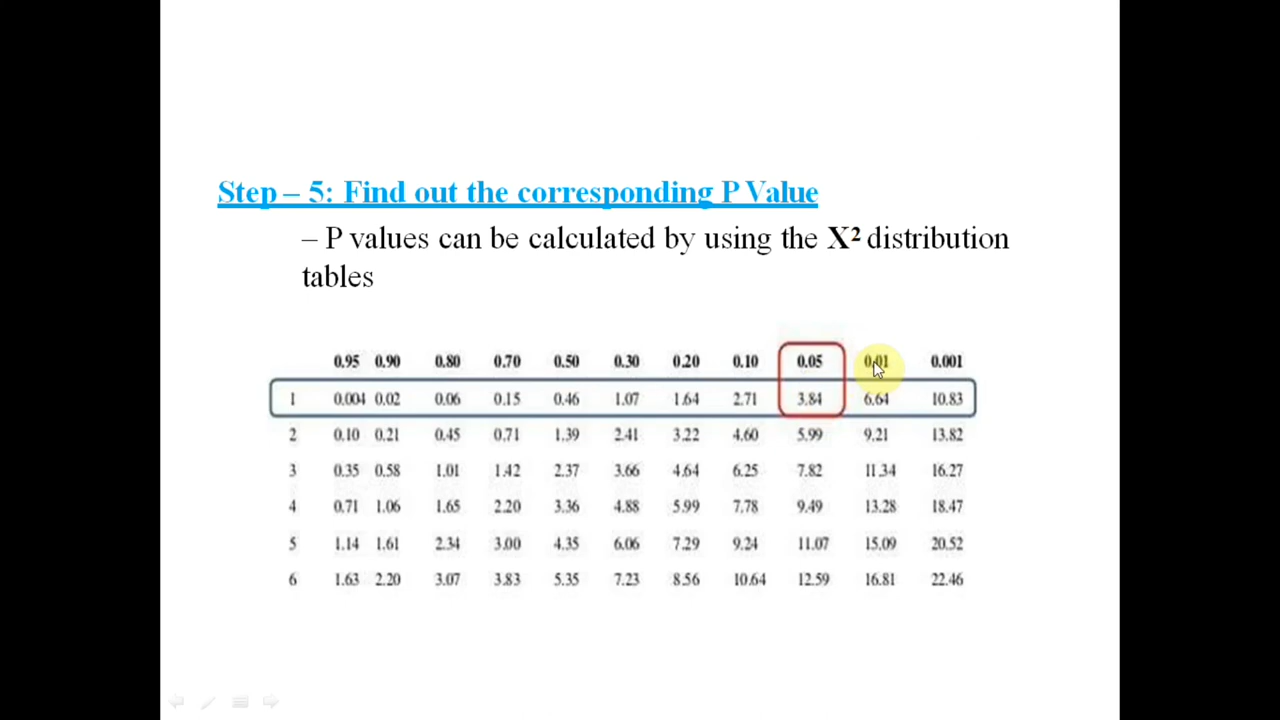 Step – 5: Find out the corresponding P Value
– P values can be calculated by using the X² distribution
tables
0.95 0.90 0.80 0.70 0.50 0.30 0.20 0.10 0.05 0.01 0.001
1 0.004 0.02 0.06 0.15 0.46 1.07 1.64 2.71 3.84 6.64 10.83
2 0.10 0.21 0.45 0.71 1.39 2.41 3.22 4.60 5.99 9.21 13.82
3 0.35 0.58 1.01 1.42 2.37 3.66 4.64 6.25 7.82 11.34 16.27
4 0.71 1.06 1.65 2.20 3.36 4.88 5.99 7.78 9.49 13.28 18.47
5 1.14 1.61 2.34 3.00 4.35 6.06 7.29 9.24 11.07 15.09 20.52
6 1.63 2.20 3.07 3.83 5.35 7.23 8.56 10.64 12.59 16.81 22.46